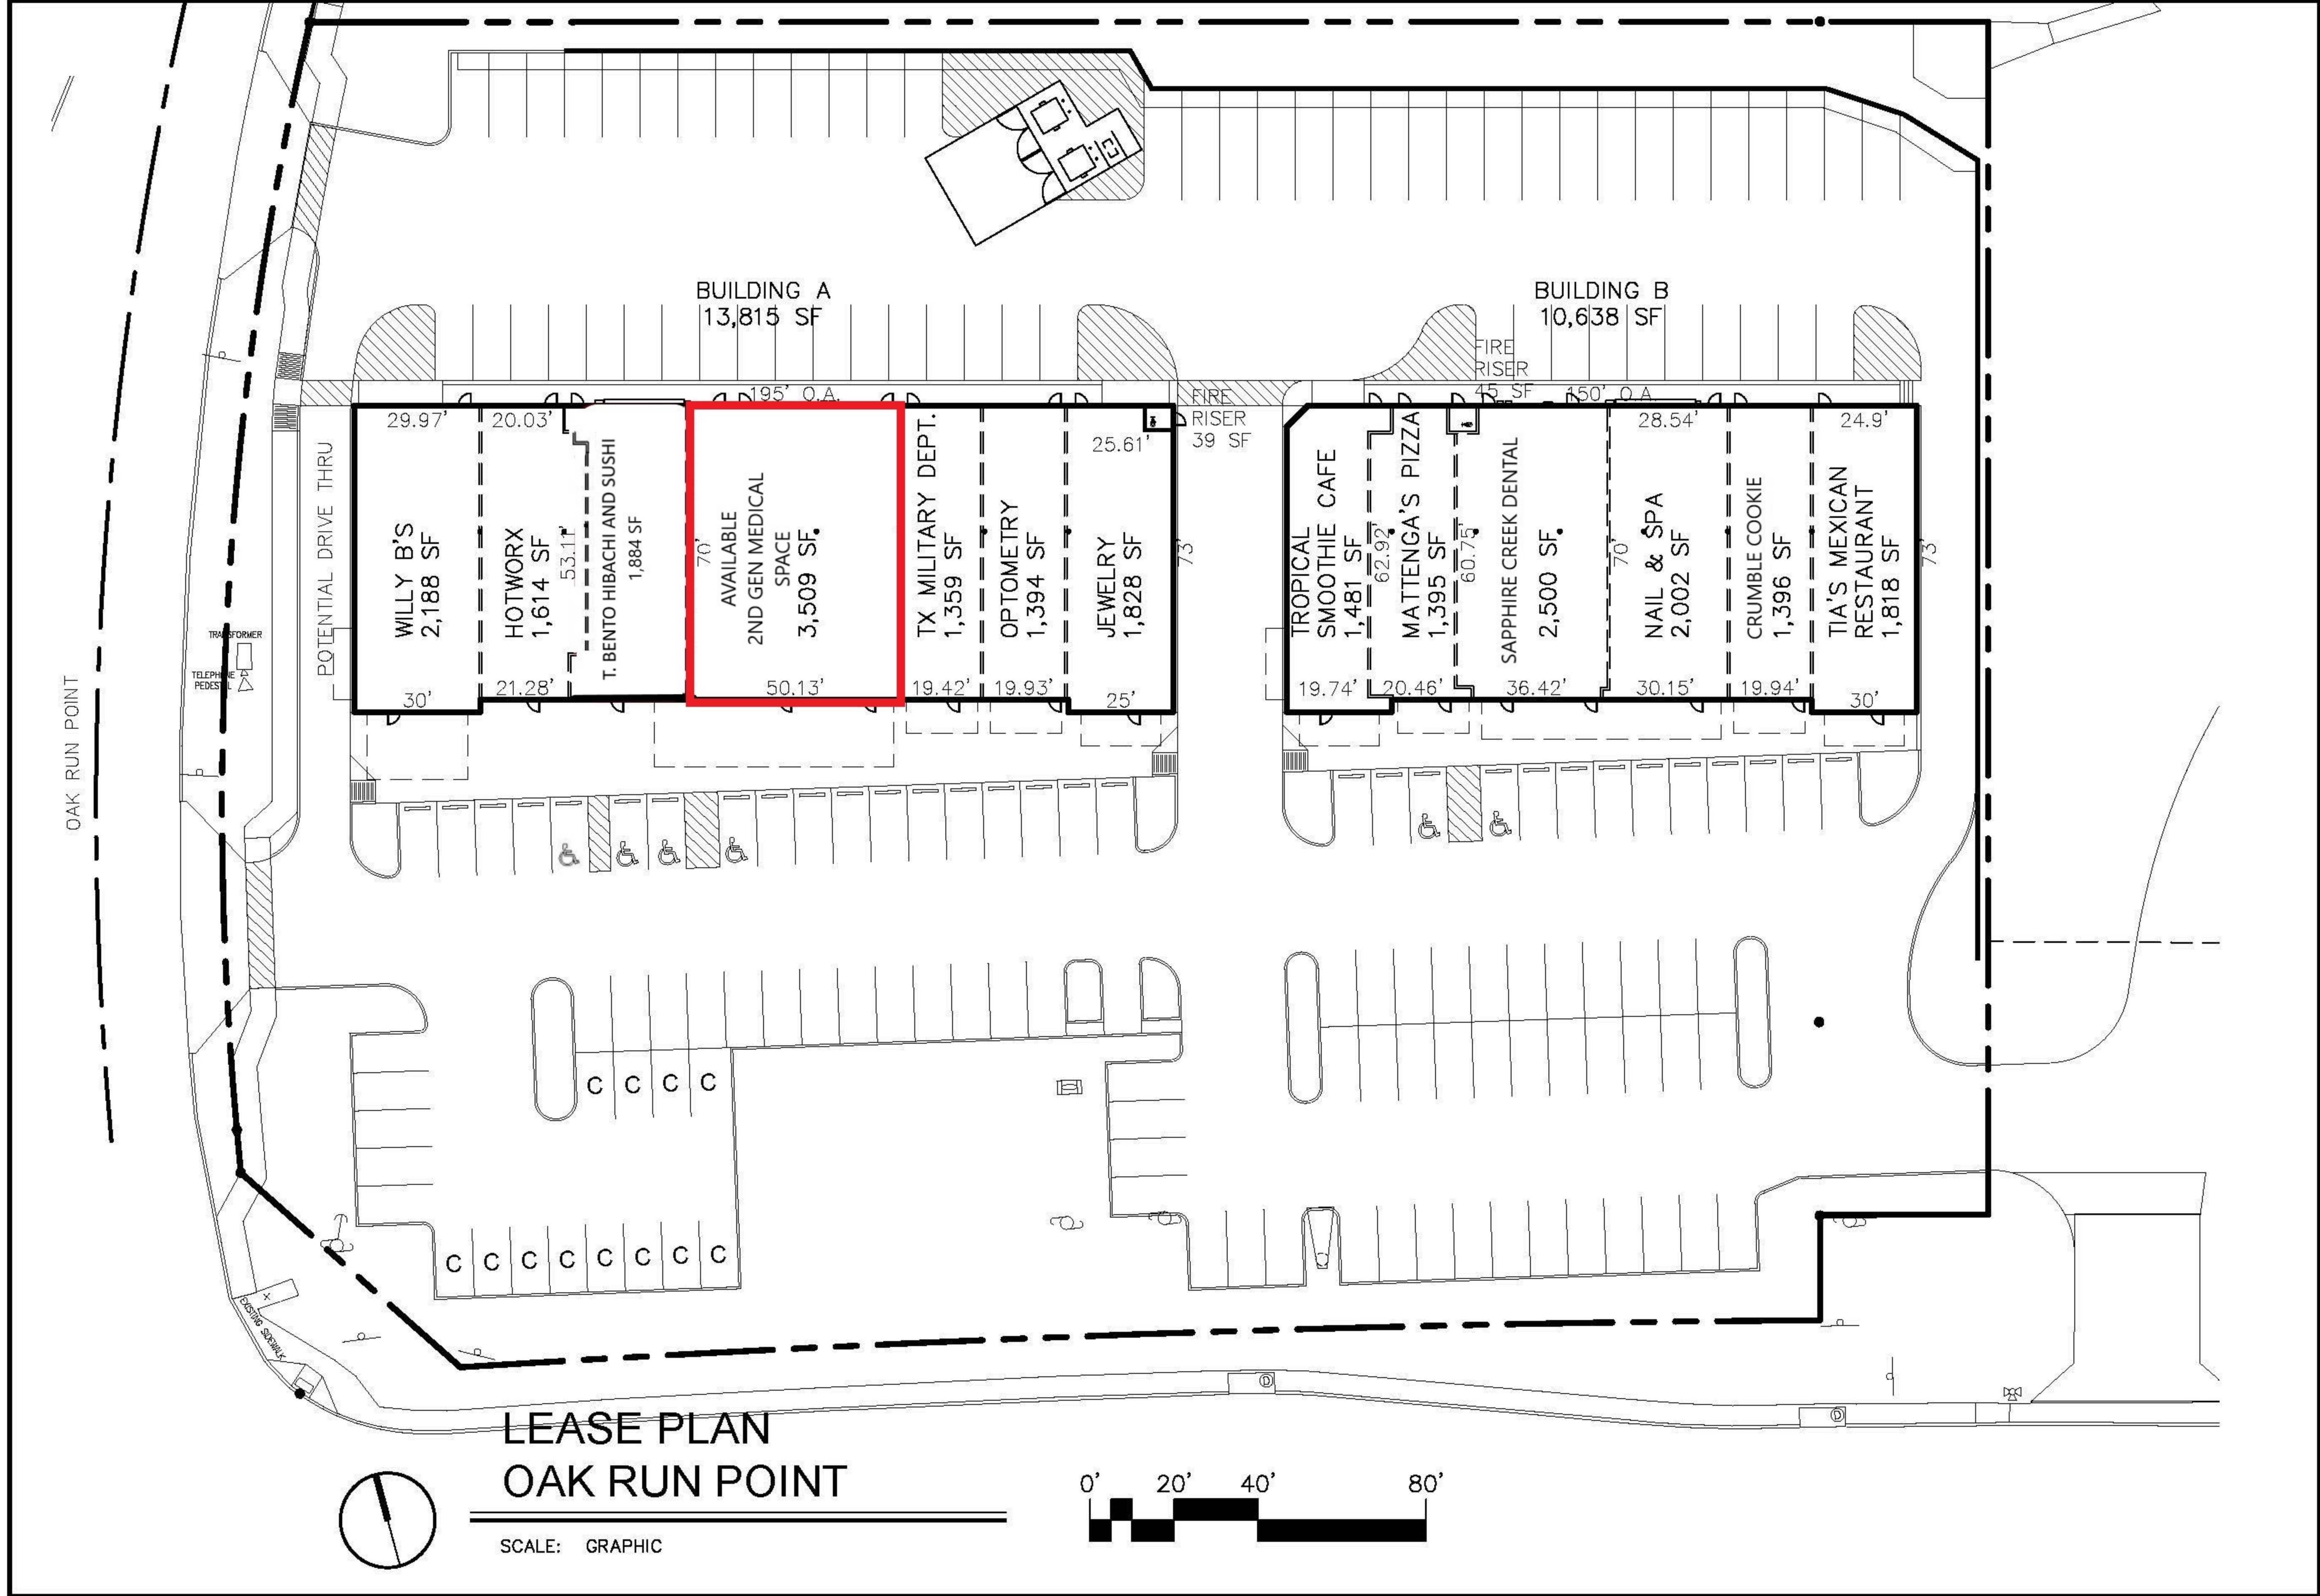 BUILDING A
13,815 SF
BUILDING B
10,638 SF
FIRE
RISER
45 SF
195' O.A.
150' O.A.
FIRE
RISER
39 SF
29.97'
20.03'
25.61'
28.54'
24.9'
POTENTIAL DRIVE THRU
WILLY B'S
2,188 SF
HOTWORX
1,614 SF
53.11'
T. BENTO HIBACHI AND SUSHI
1,884 SF
70'
AVAILABLE
2ND GEN MEDICAL
SPACE
3,509 SF
TX MILITARY DEPT.
1,359 SF
OPTOMETRY
1,394 SF
JEWELRY
1,828 SF
73'
TROPICAL
SMOOTHIE CAFE
1,481 SF
62.92'
MATTENGA'S PIZZA
1,395 SF
60.75'
SAPPHIRE CREEK DENTAL
2,500 SF
70'
NAIL & SPA
2,002 SF
CRUMBLE COOKIE
1,396 SF
TIA'S MEXICAN
RESTAURANT
1,818 SF
73'
30'
21.28'
50.13'
19.42'
19.93'
25'
19.74'
20.46'
36.42'
30.15'
19.94'
30'
TRANSFORMER
TELEPHONE
PEDESTAL
OAK RUN POINT
C C C C
C C C C C C C C
EXISTING SIDEWALK
D
D
LEASE PLAN
OAK RUN POINT
SCALE: GRAPHIC
0' 20' 40' 80'